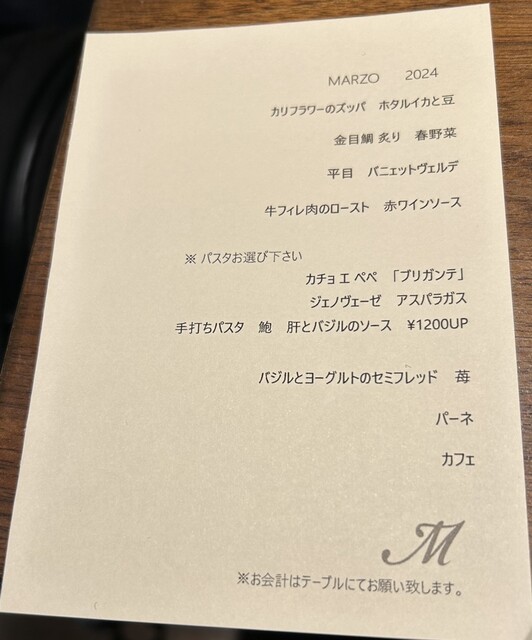 MARZO 2024
カリフラワーのズッパ ホタルイカと豆
金目鯛 炙り 春野菜
平目 バニェットヴェルデ
牛フィレ肉のロースト 赤ワインソース
※ パスタお選び下さい
カチョ エ ペペ 「ブリガンテ」
ジェノヴェーゼ アスパラガス
手打ちパスタ 鮑 肝とバジルのソース ¥1200UP
バジルとヨーグルトのセミフレッド 苺
パーネ
カフェ
M
※お会計はテーブルにてお願い致します。